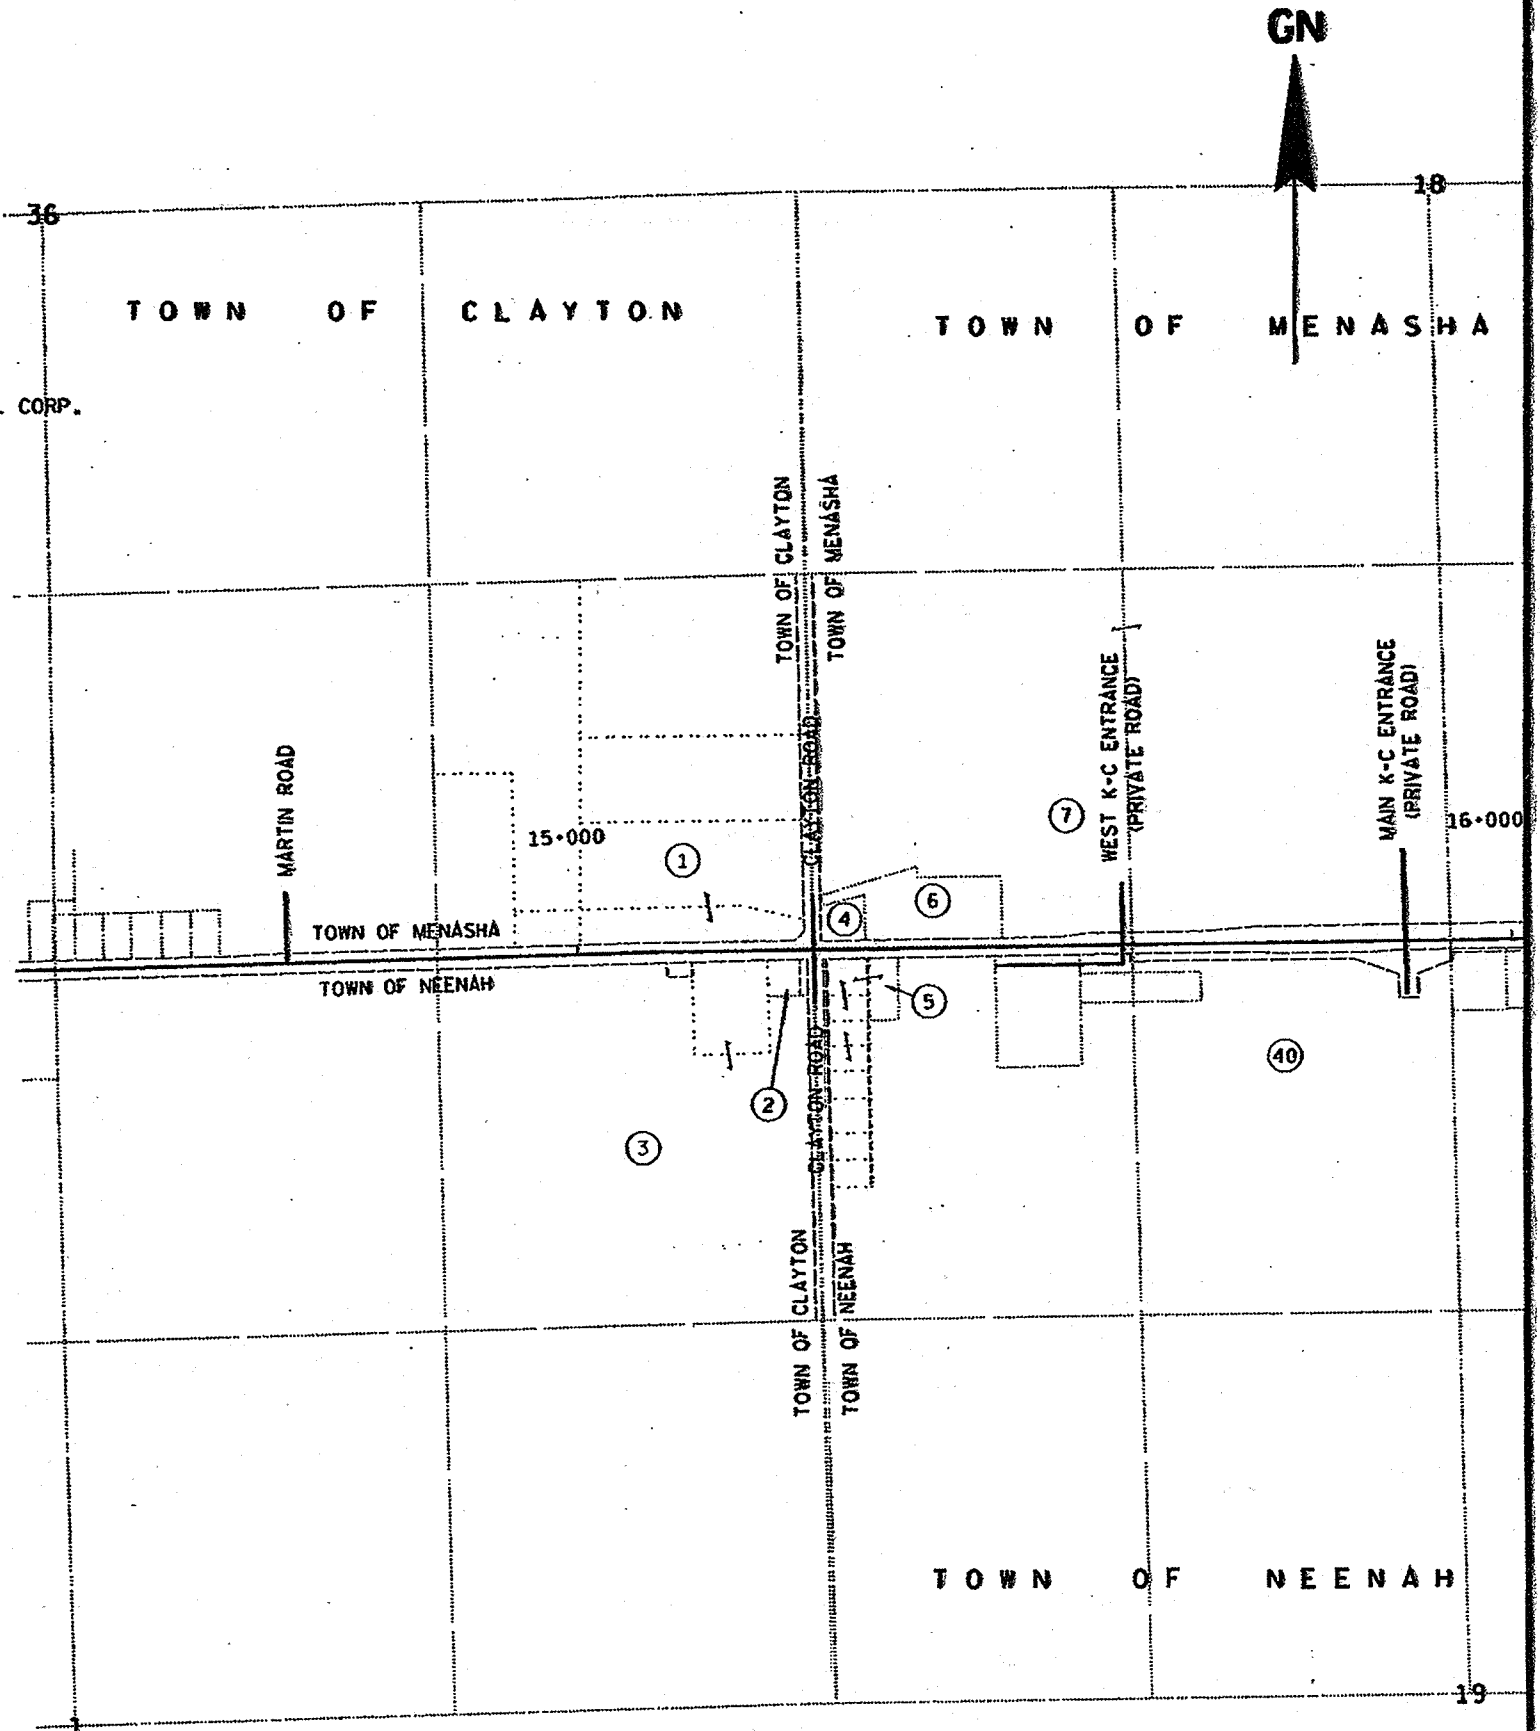 GN
36
18
TOWN OF CLAYTON
TOWN OF MENASHA
CORP.
TOWN OF CLAYTON
TOWN OF MENASHA
CLAYTON ROAD
MARTIN ROAD
WEST K-C ENTRANCE
(PRIVATE ROAD)
MAIN K-C ENTRANCE
(PRIVATE ROAD)
15+000
16+000
1
7
6
4
TOWN OF MENASHA
TOWN OF NEENAH
5
2
3
40
CLAYTON ROAD
TOWN OF CLAYTON
TOWN OF NEENAH
TOWN OF NEENAH
19
1